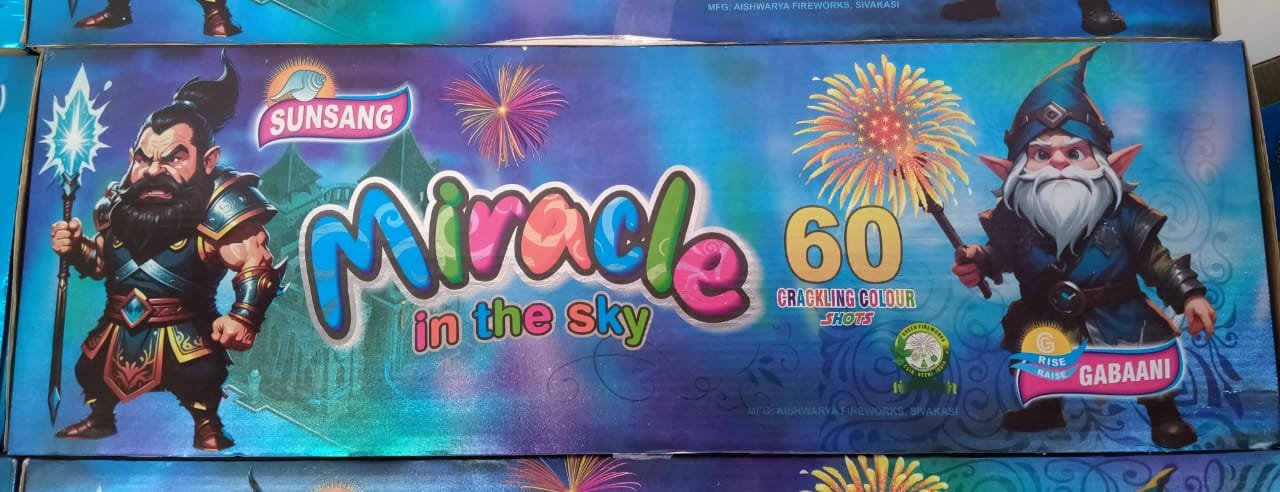 MFG: AISHWARYA FIREWORKS, SIVAKASI
SUNSANG
Miracle
in the sky
60
CRACKLING COLOUR
SHOTS
GREEN FIREWORKS
G
RISE
RAISE
GABAANI
MFG: AISHWARYA FIREWORKS, SIVAKASI